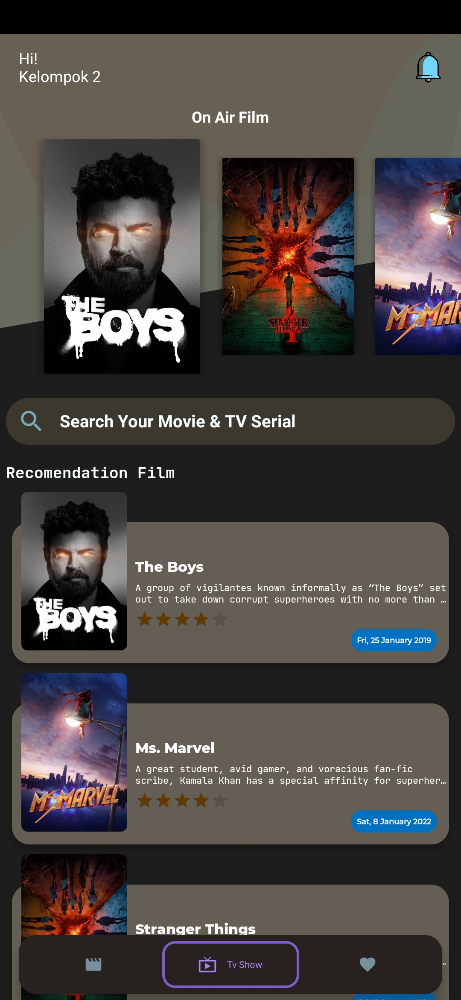 Hi!
Kelompok 2
On Air Film
THE
BOYS
STRANGER
THINGS
4
MS MAR
Search Your Movie & TV Serial
Recomendation Film
THE
BOYS
The Boys
A group of vigilantes known informally as “The Boys” set
out to take down corrupt superheroes with no more than …
Fri, 25 January 2019
MS MARVEL
Ms. Marvel
A great student, avid gamer, and voracious fan-fic
scribe, Kamala Khan has a special affinity for superher…
Sat, 8 January 2022
Stranger Things
Tv Show